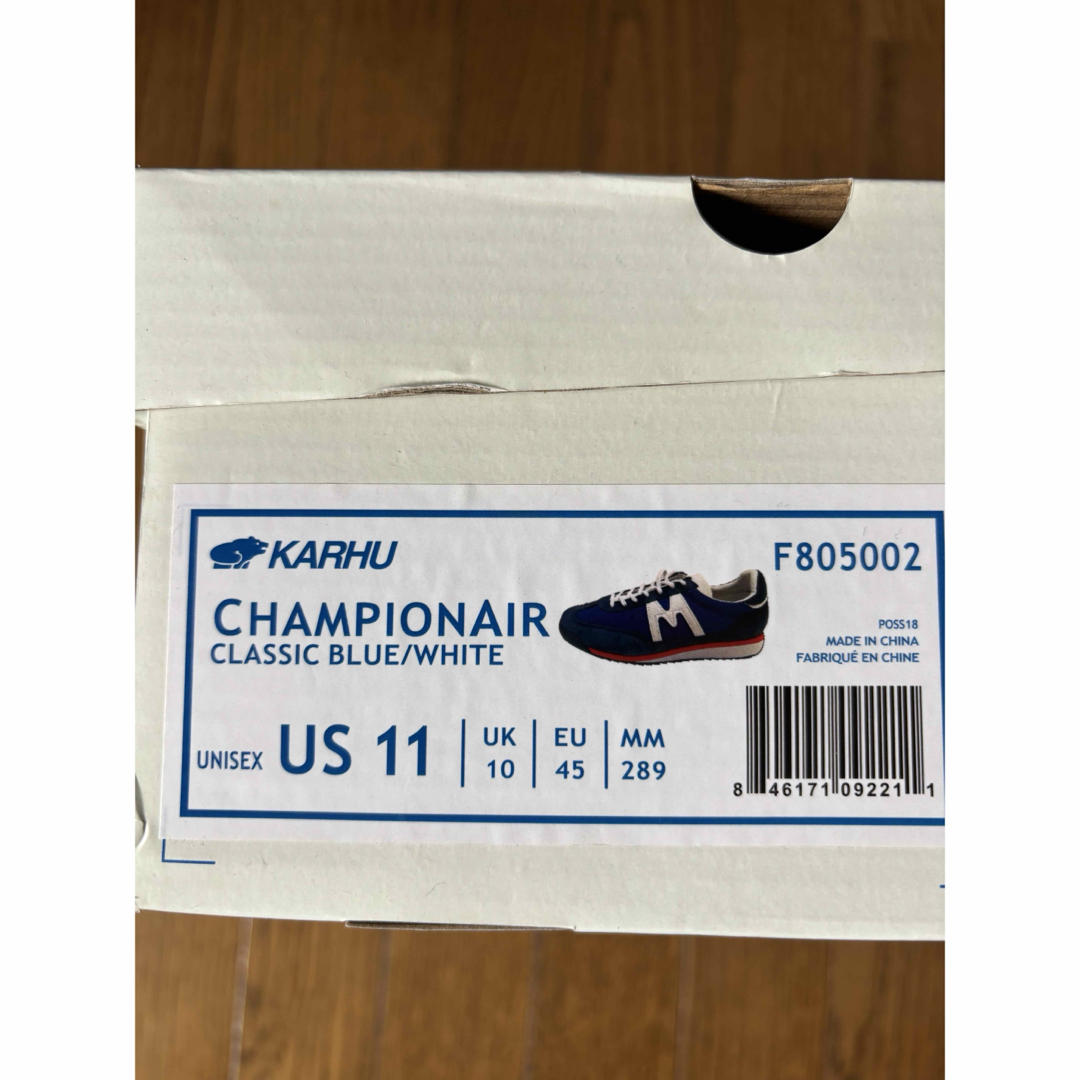 KARHU
F805002
CHAMPIONAIR
CLASSIC BLUE/WHITE
M
POSS18
MADE IN CHINA
FABRIQUÉ EN CHINE
UNISEX US 11
UK
10
EU
45
MM
289
8 46171 09221 1